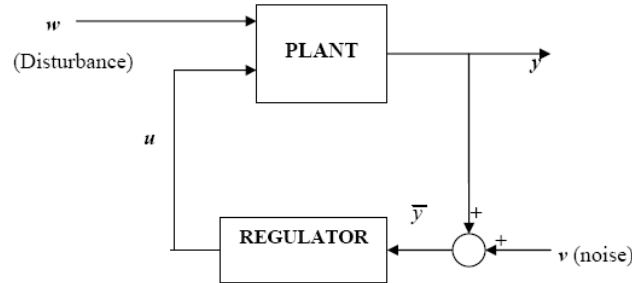 w
PLANT
(Disturbance)
y
u
y̅
+
REGULATOR
+
v (noise)